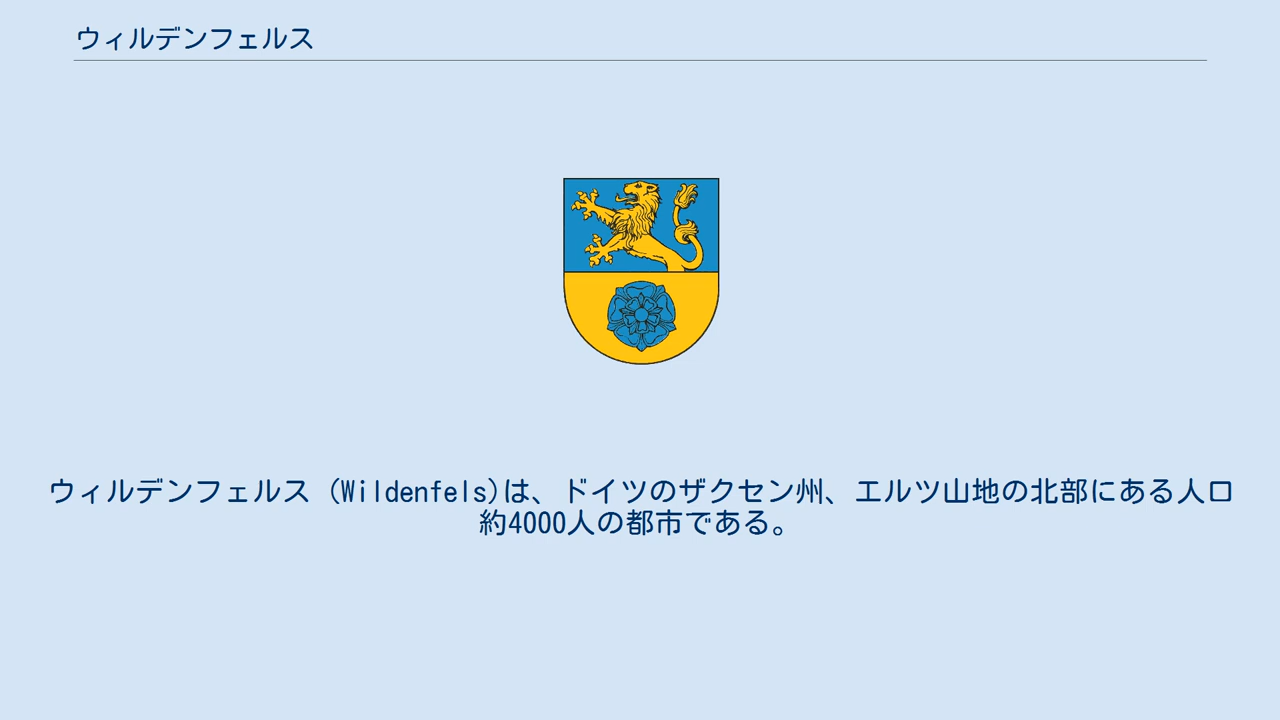 ウィルデンフェルス
ウィルデンフェルス (Wildenfels)は、ドイツのザクセン州、エルツ山地の北部にある人口
約4000人の都市である。